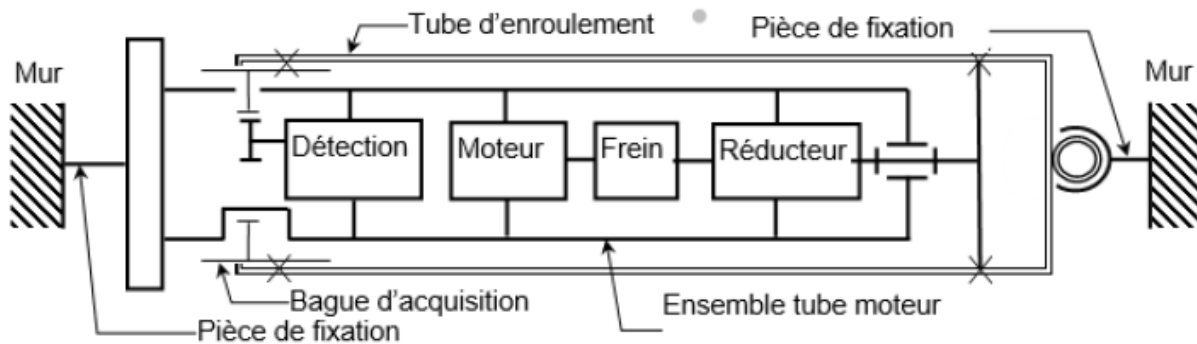 Tube d'enroulement
Pièce de fixation
Mur
Mur
Détection
Moteur
Frein
Réducteur
Bague d'acquisition
Ensemble tube moteur
Pièce de fixation